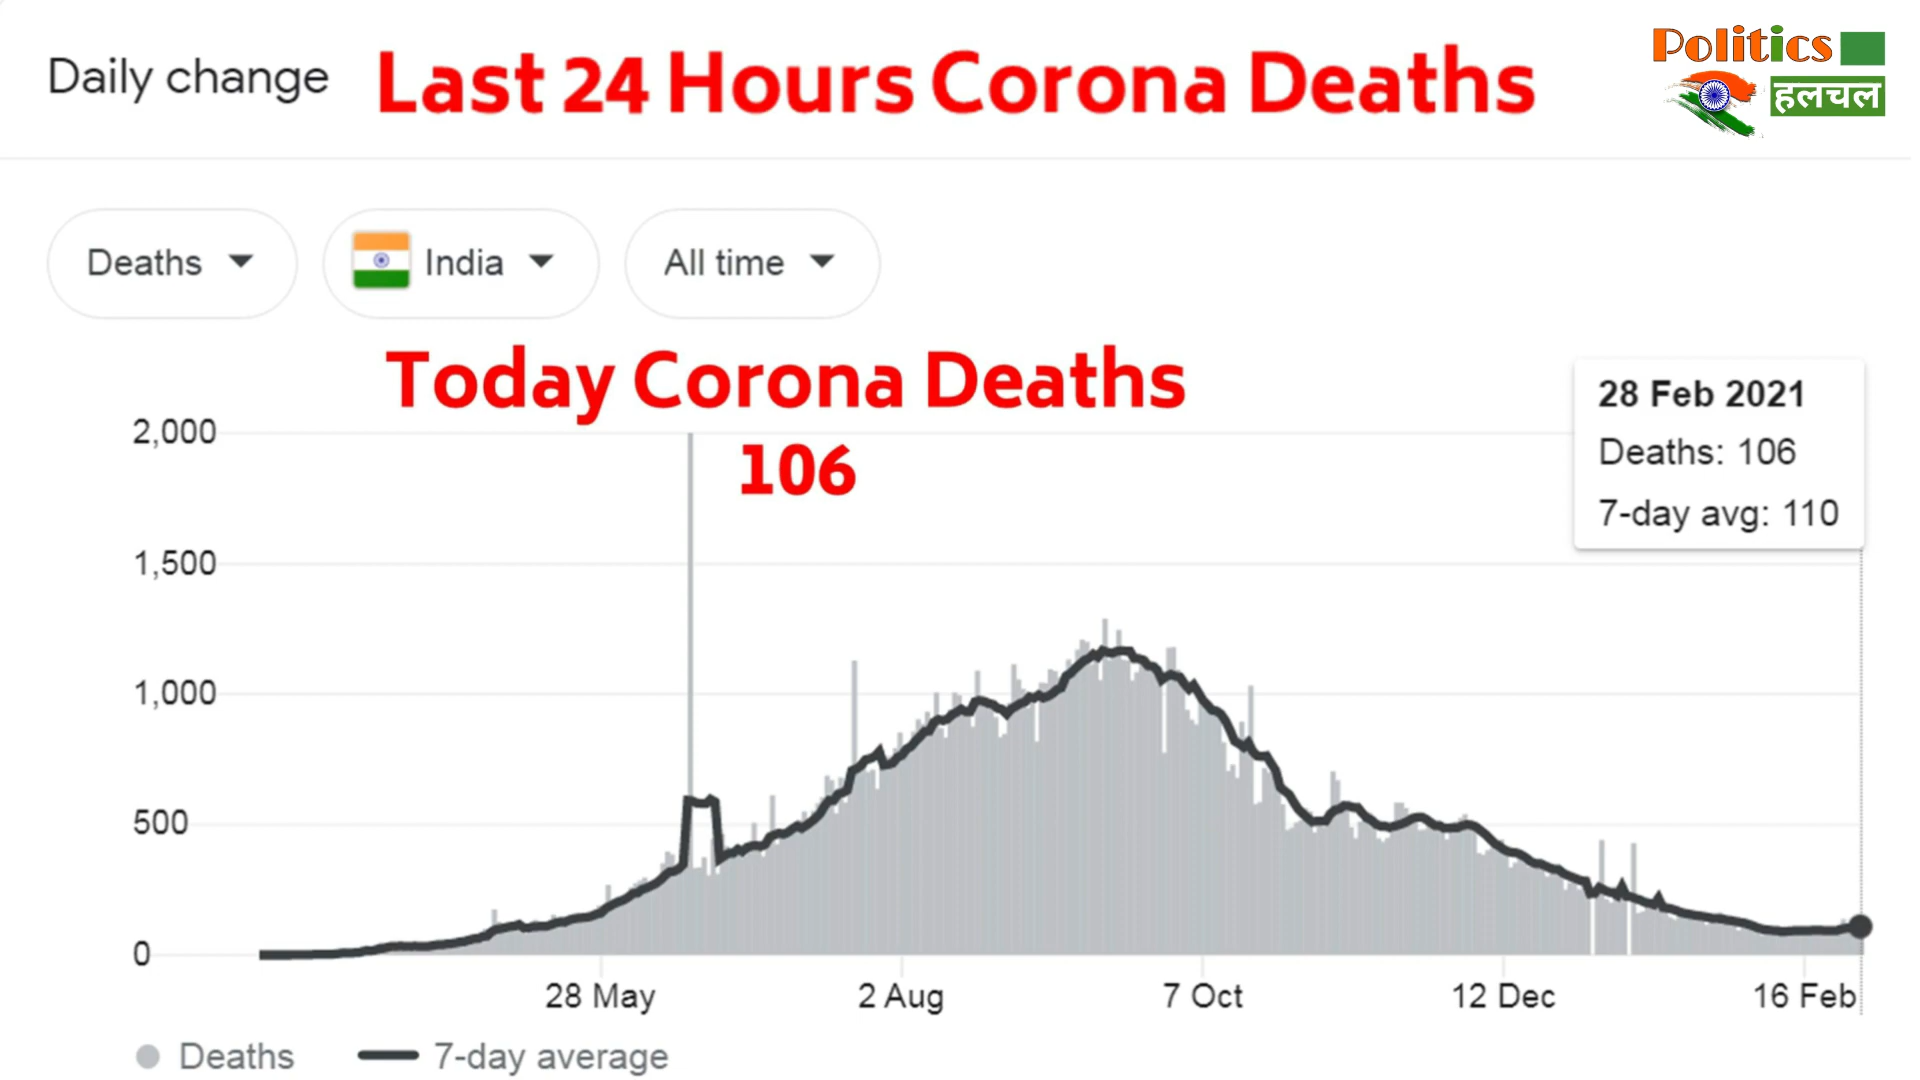 Daily change
Last 24 Hours Corona Deaths
Politics
हलचल
Deaths
India
All time
Today Corona Deaths
106
28 Feb 2021
Deaths: 106
7-day avg: 110
2,000
1,500
1,000
500
0
28 May
2 Aug
7 Oct
12 Dec
16 Feb
Deaths
7-day average